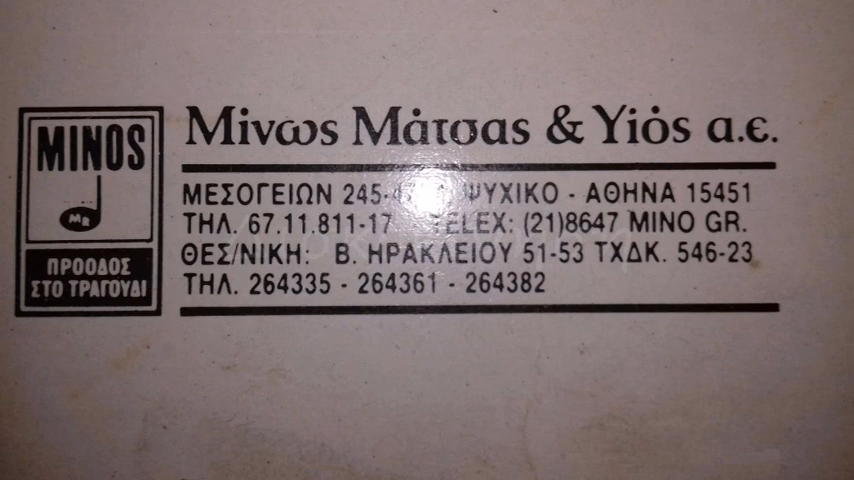 MINOS
MR
ΠΡΟΟΔΟΣ
ΣΤΟ ΤΡΑΓΟΥΔΙ
Μίνως Μάτσας & Υιός α.ε.
ΜΕΣΟΓΕΙΩΝ ΨΥΧΙΚΟ - ΑΘΗΝΑ 15451
ΤΗΛ. 67.11.811-17 TELEX: (21)8647 MINO GR.
ΘΕΣ/ΝΙΚΗ: Β. ΗΡΑΚΛΕΙΟΥ 51-53 ΤΧΔΚ. 546-23
ΤΗΛ. 264335 - 264361 - 264382